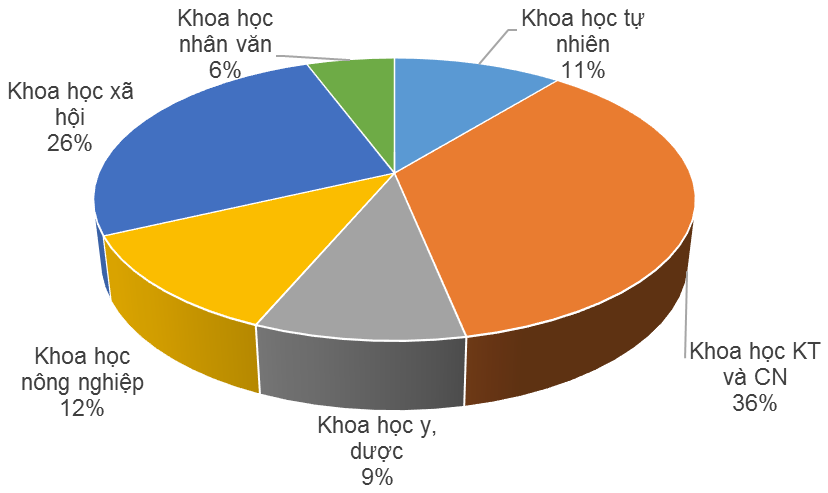 Khoa học
nhân văn
6%
Khoa học tự
nhiên
11%
Khoa học xã
hội
26%
Khoa học KT
và CN
36%
Khoa học
nông nghiệp
12%
Khoa học y,
dược
9%